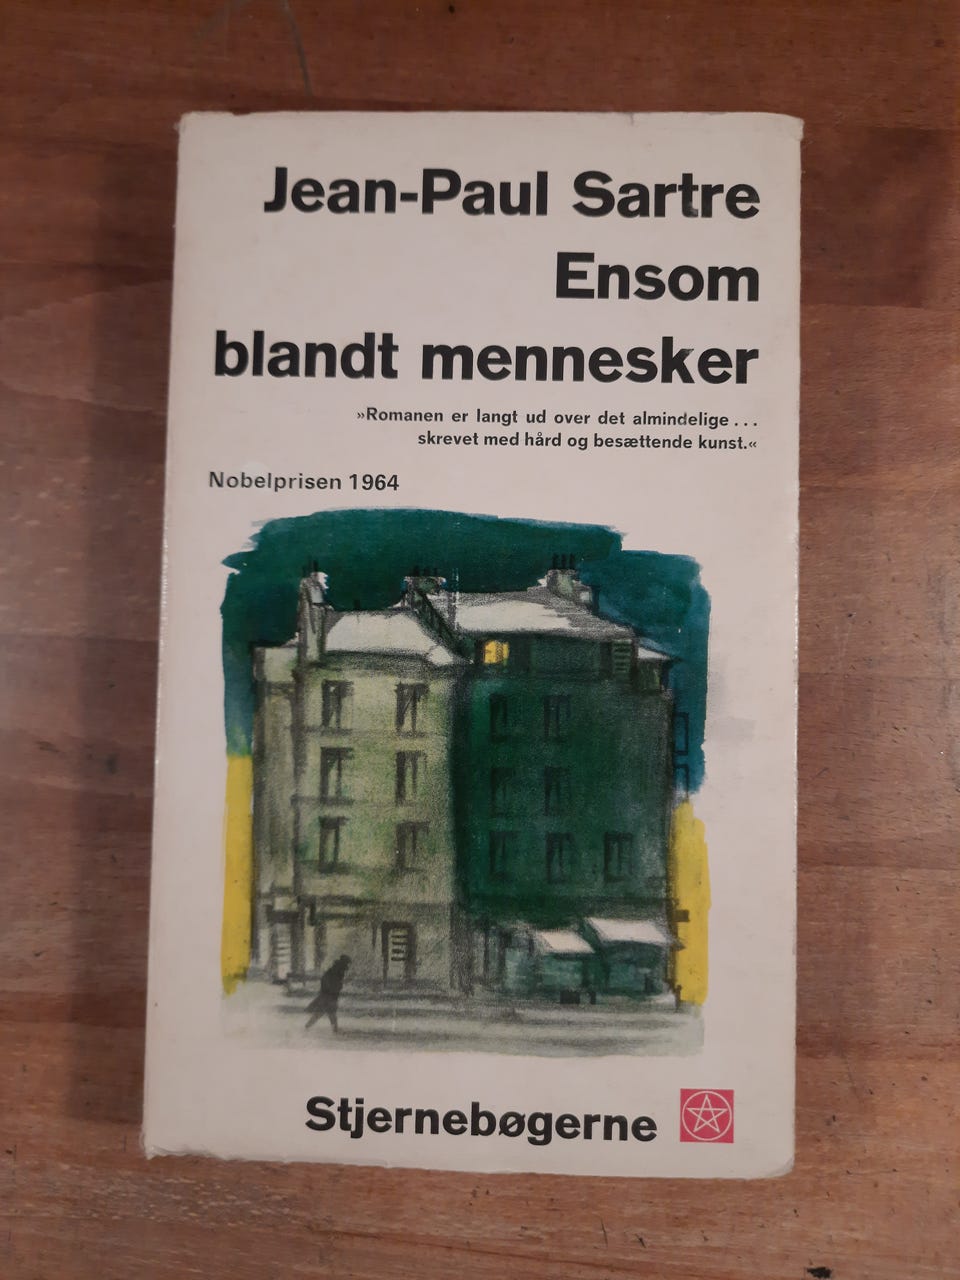 Jean-Paul Sartre
Ensom
blandt mennesker
»Romanen er langt ud over det almindelige . . .
skrevet med hård og besættende kunst.«
Nobelprisen 1964
Stjernebøgerne